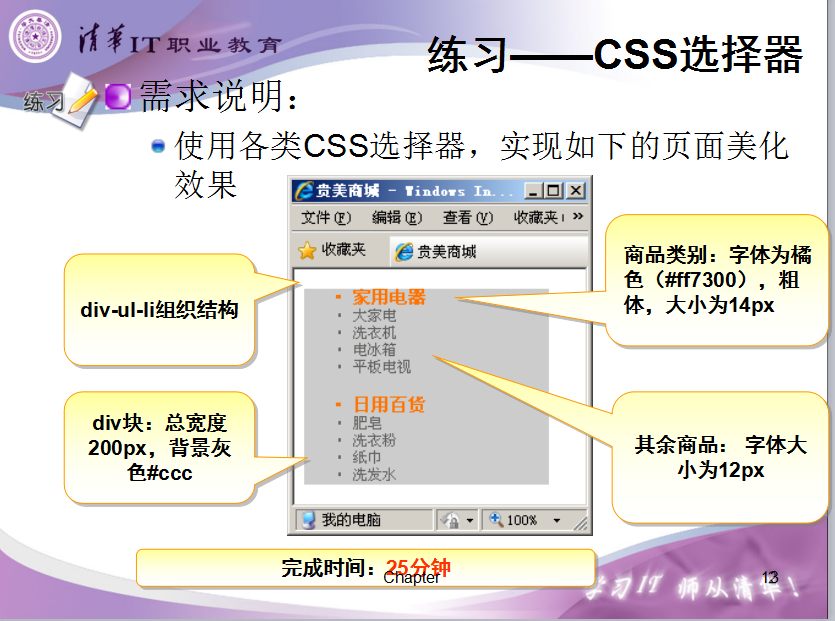 清华IT职业教育
练习——CSS选择器
练习
需求说明：
使用各类CSS选择器，实现如下的页面美化
效果
贵美商城 - Windows In...
文件(F) 编辑(E) 查看(V) 收藏夹 »
收藏夹 贵美商城
家用电器
大家电
洗衣机
电冰箱
平板电视
日用百货
肥皂
洗衣粉
纸巾
洗发水
我的电脑 100%
div-ul-li组织结构
div块：总宽度
200px，背景灰
色#ccc
商品类别：字体为橘
色（#ff7300），粗
体，大小为14px
其余商品： 字体大
小为12px
完成时间：25分钟
Chapter
学习IT 师从清华！